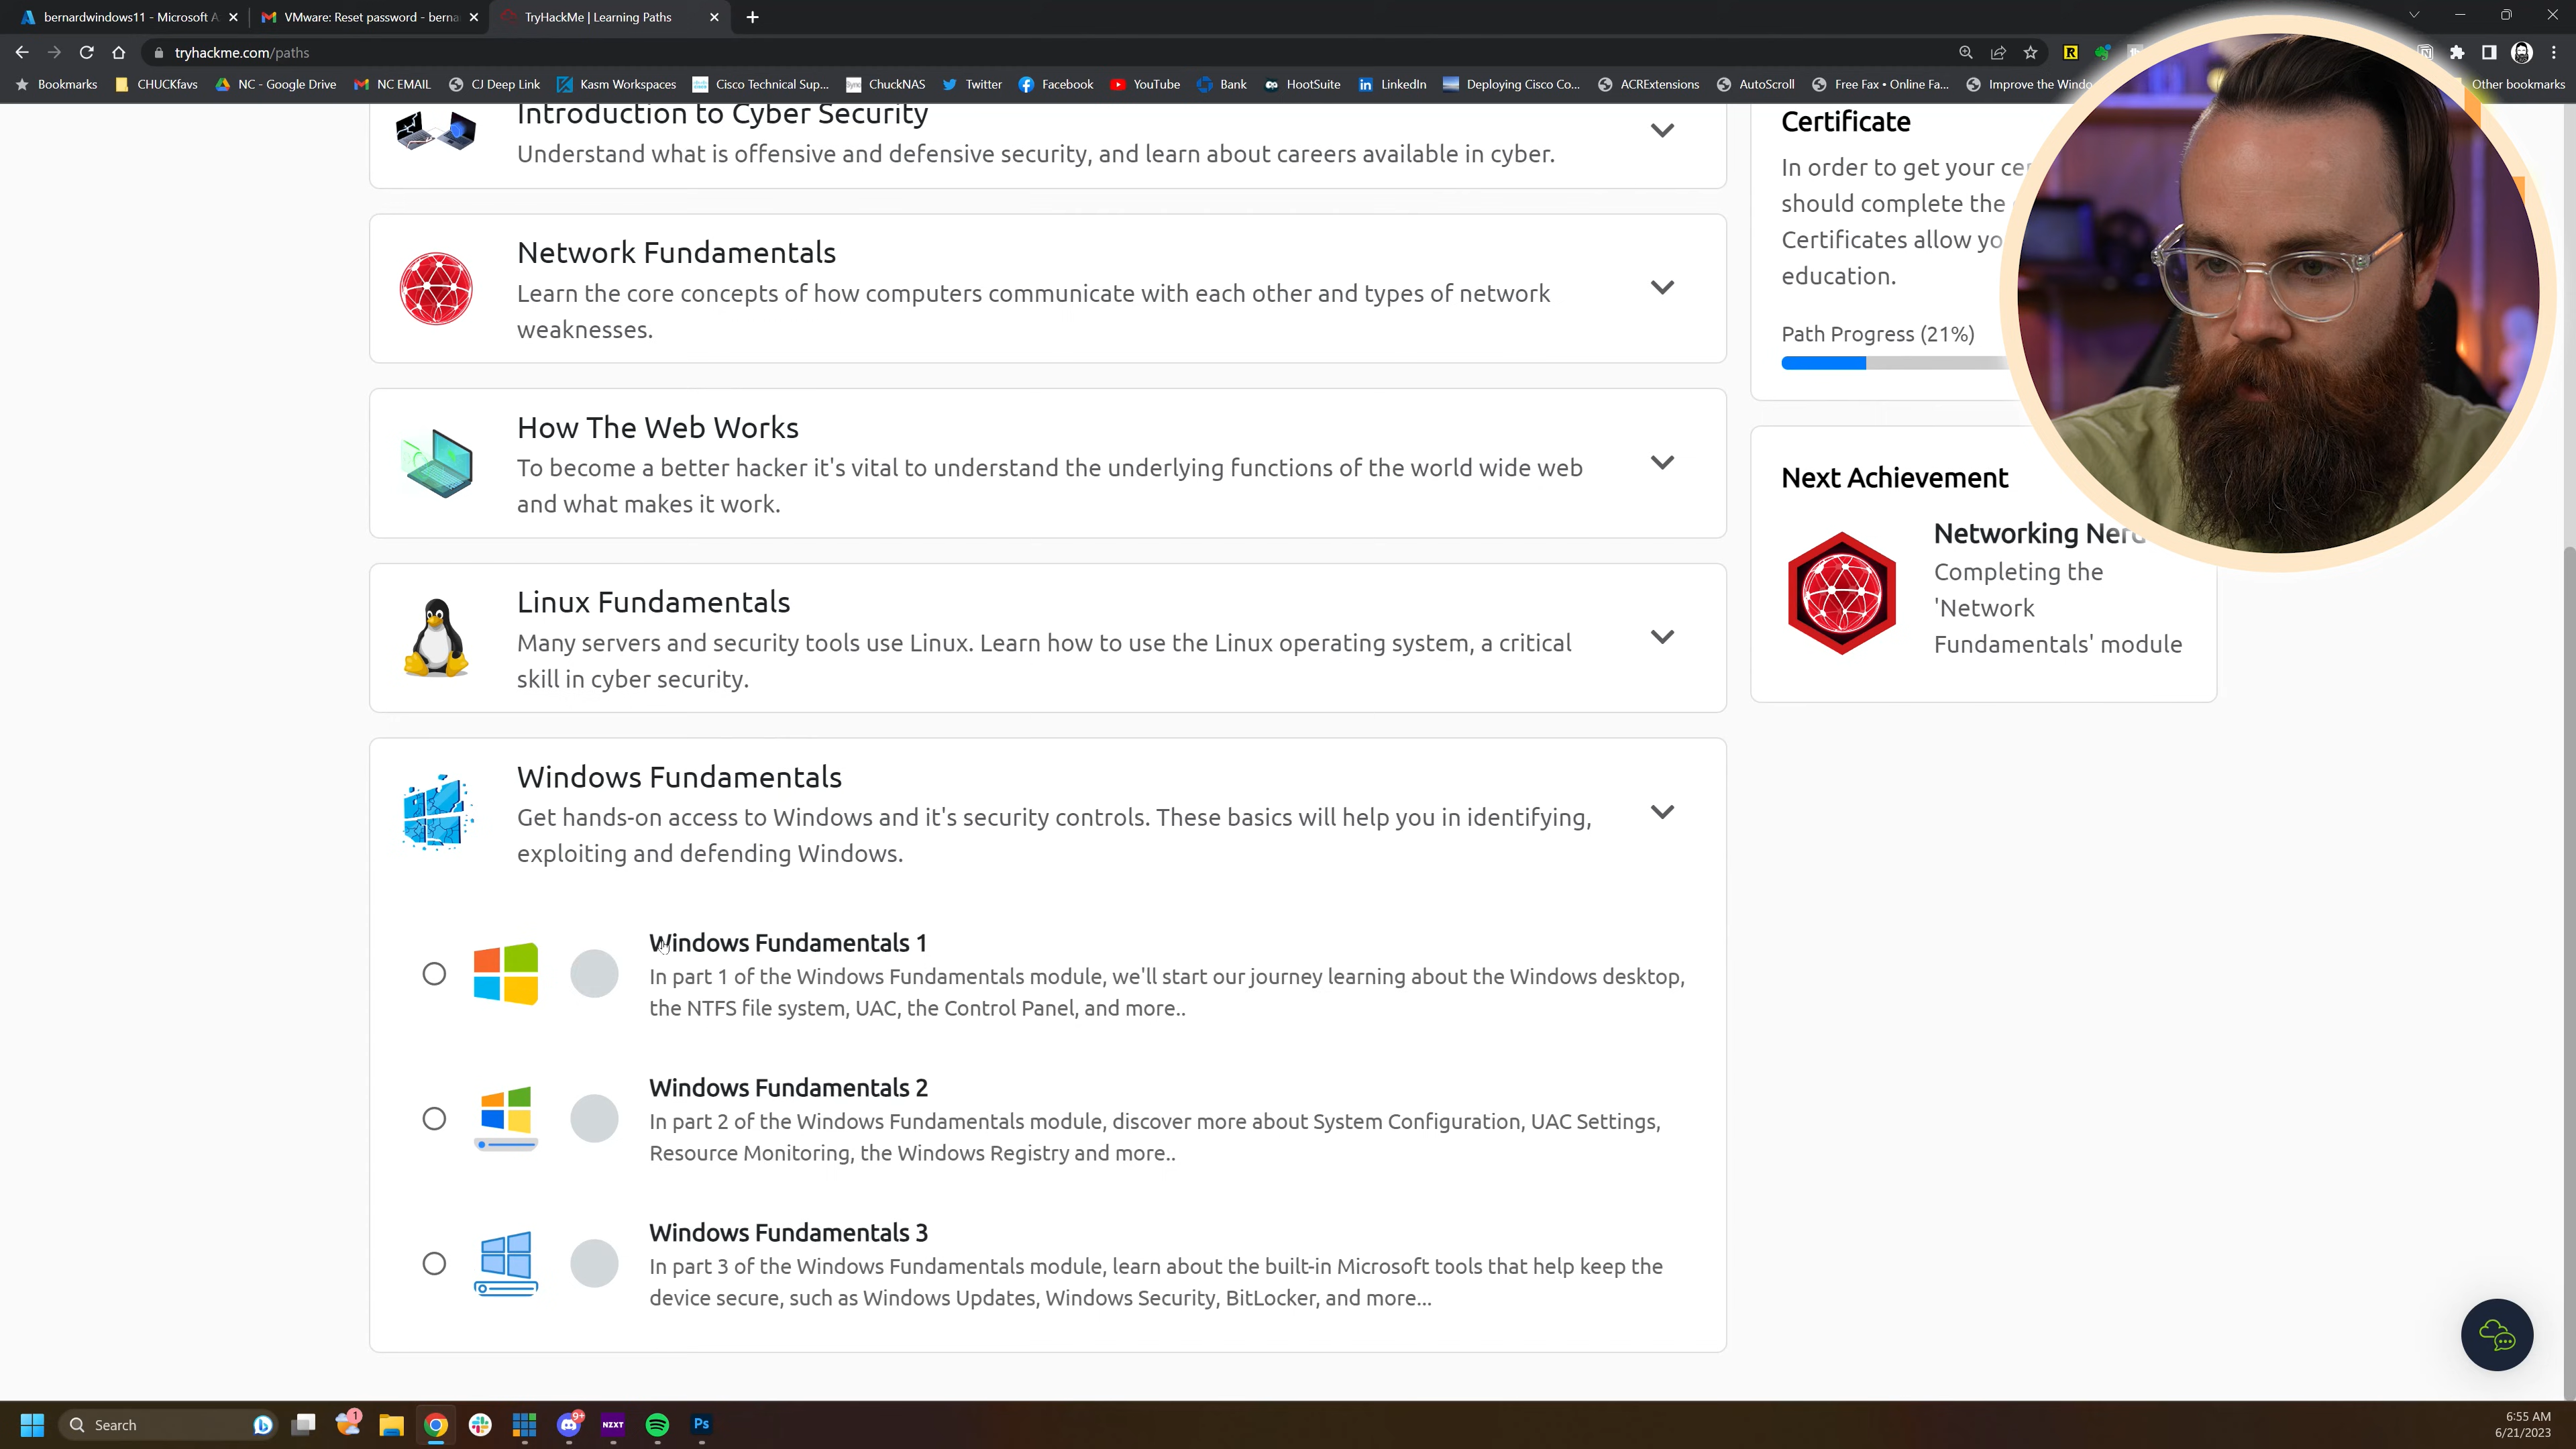 bernardwindows11 - Microsoft A
VMware: Reset password - berna
TryHackMe | Learning Paths
tryhackme.com/paths
Bookmarks
CHUCKfavs
NC - Google Drive
NC EMAIL
CJ Deep Link
Kasm Workspaces
Cisco Technical Sup...
ChuckNAS
Twitter
Facebook
YouTube
Bank
HootSuite
LinkedIn
Deploying Cisco Co...
ACRExtensions
AutoScroll
Free Fax • Online Fa...
Improve the Windo
Other bookmarks
Introduction to Cyber Security
Understand what is offensive and defensive security, and learn about careers available in cyber.
Network Fundamentals
Learn the core concepts of how computers communicate with each other and types of network
weaknesses.
How The Web Works
To become a better hacker it's vital to understand the underlying functions of the world wide web
and what makes it work.
Linux Fundamentals
Many servers and security tools use Linux. Learn how to use the Linux operating system, a critical
skill in cyber security.
Windows Fundamentals
Get hands-on access to Windows and it's security controls. These basics will help you in identifying,
exploiting and defending Windows.
Windows Fundamentals 1
In part 1 of the Windows Fundamentals module, we'll start our journey learning about the Windows desktop,
the NTFS file system, UAC, the Control Panel, and more..
Windows Fundamentals 2
In part 2 of the Windows Fundamentals module, discover more about System Configuration, UAC Settings,
Resource Monitoring, the Windows Registry and more..
Windows Fundamentals 3
In part 3 of the Windows Fundamentals module, learn about the built-in Microsoft tools that help keep the
device secure, such as Windows Updates, Windows Security, BitLocker, and more...
Certificate
In order to get your cer
should complete the
Certificates allow yo
education.
Path Progress (21%)
Next Achievement
Networking Nerd
Completing the
'Network
Fundamentals' module
Search
1
9+
NZXT
Ps
6:55 AM
6/21/2023